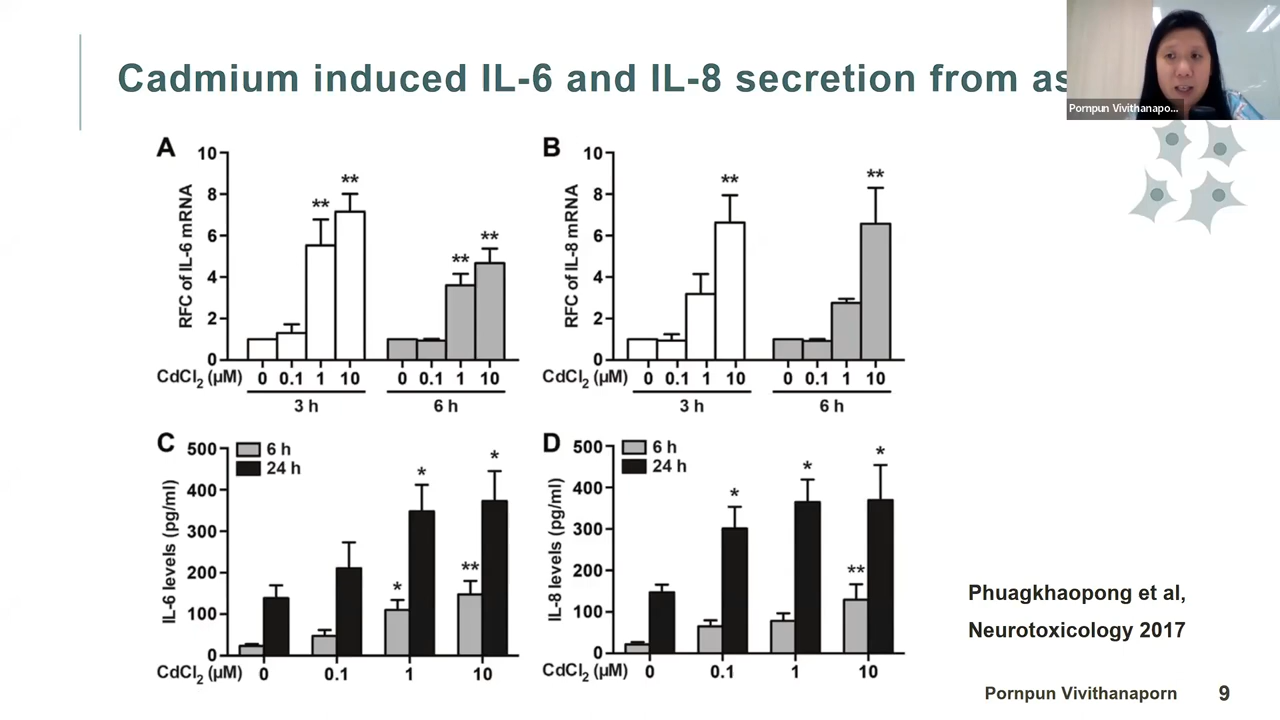 Cadmium induced IL-6 and IL-8 secretion from as
Pornpun Vivithanapo...
A
10
8
6
4
2
0
RFC of IL-6 mRNA
**
**
**
**
CdCl2 (µM)
0 0.1 1 10 0 0.1 1 10
3 h 6 h
B
10
8
6
4
2
0
RFC of IL-8 mRNA
**
**
CdCl2 (µM)
0 0.1 1 10 0 0.1 1 10
3 h 6 h
C
500
400
300
200
100
0
IL-6 levels (pg/ml)
6 h
24 h
*
**
*
*
CdCl2 (µM)
0 0.1 1 10
D
500
400
300
200
100
0
IL-8 levels (pg/ml)
6 h
24 h
*
*
**
*
CdCl2 (µM)
0 0.1 1 10
Phuagkhaopong et al,
Neurotoxicology 2017
Pornpun Vivithanaporn 9